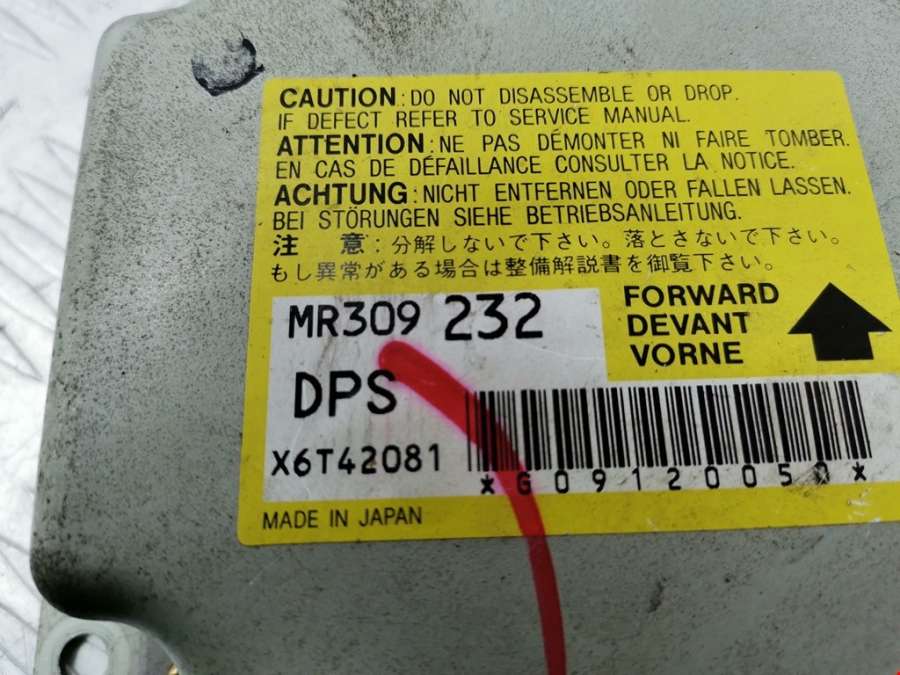 CAUTION : DO NOT DISASSEMBLE OR DROP.
IF DEFECT REFER TO SERVICE MANUAL.
ATTENTION : NE PAS DÉMONTER NI FAIRE TOMBER.
EN CAS DE DÉFAILLANCE CONSULTER LA NOTICE.
ACHTUNG : NICHT ENTFERNEN ODER FALLEN LASSEN.
BEI STÖRUNGEN SIEHE BETRIEBSANLEITUNG.
注 意 : 分解しないで下さい。落とさないで下さい。
もし異常がある場合は整備解説書を御覧下さい。
MR309 232
DPS
X6T42081
FORWARD
DEVANT
VORNE
*G09120050*
MADE IN JAPAN